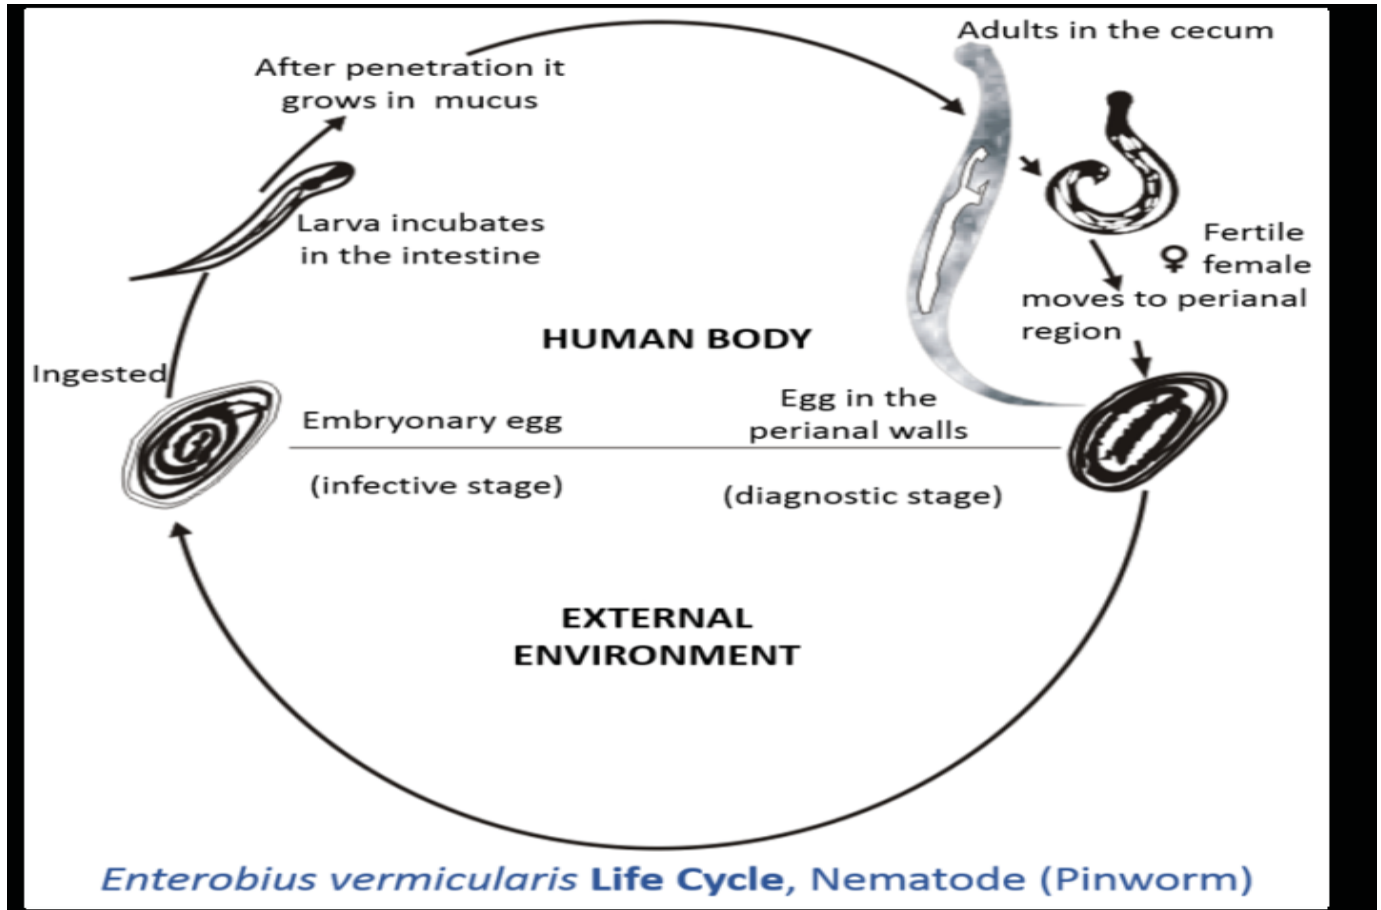 Adults in the cecum
After penetration it
grows in mucus
Larva incubates
in the intestine
Fertile
♀ female
moves to perianal
region
HUMAN BODY
Ingested
Embryonary egg
(infective stage)
Egg in the
perianal walls
(diagnostic stage)
EXTERNAL
ENVIRONMENT
Enterobius vermicularis Life Cycle, Nematode (Pinworm)